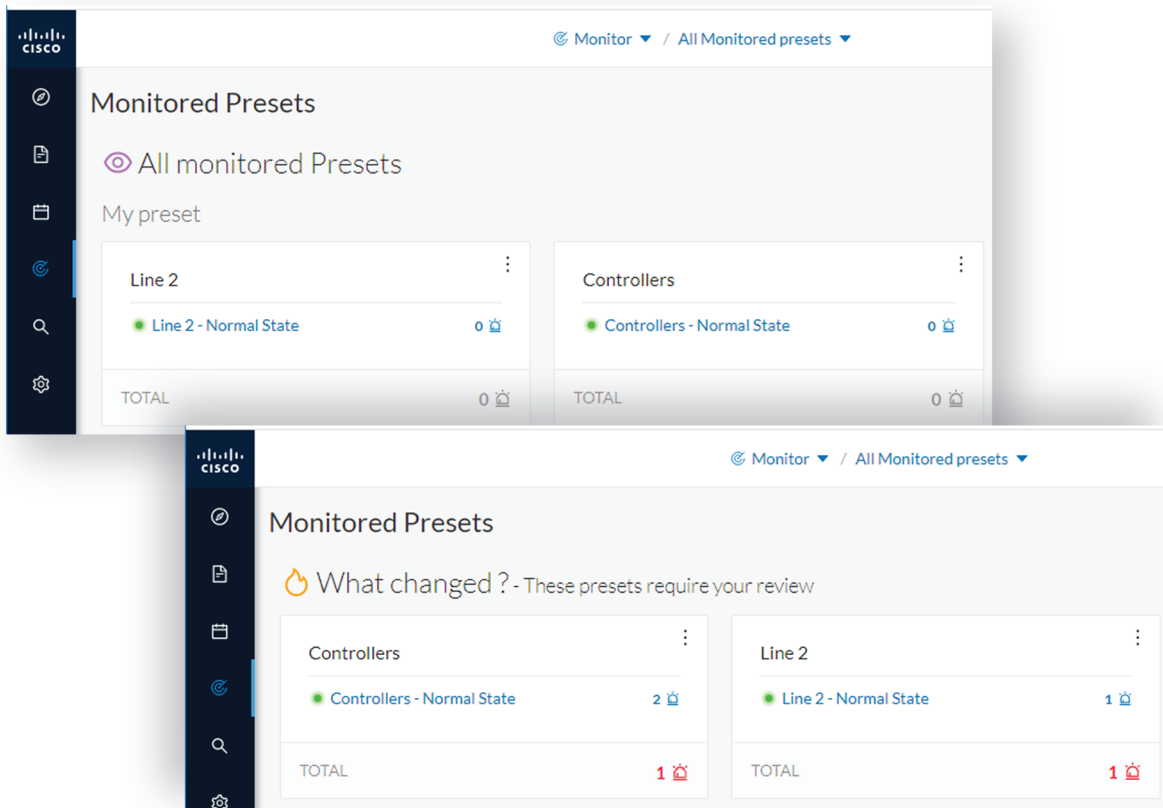 CISCO
Monitor / All Monitored presets
Monitored Presets
All monitored Presets
My preset
Line 2
Line 2 - Normal State 0
TOTAL 0
Controllers
Controllers - Normal State 0
TOTAL 0
CISCO
Monitor / All Monitored presets
Monitored Presets
What changed ? - These presets require your review
Controllers
Controllers - Normal State 2
TOTAL 1
Line 2
Line 2 - Normal State 1
TOTAL 1